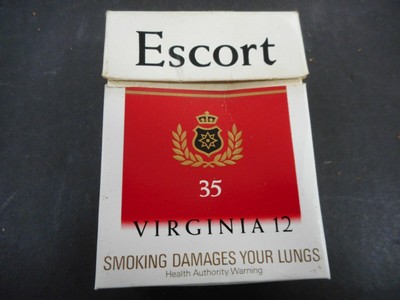 Escort
35
VIRGINIA 12
SMOKING DAMAGES YOUR LUNGS
Health Authority Warning